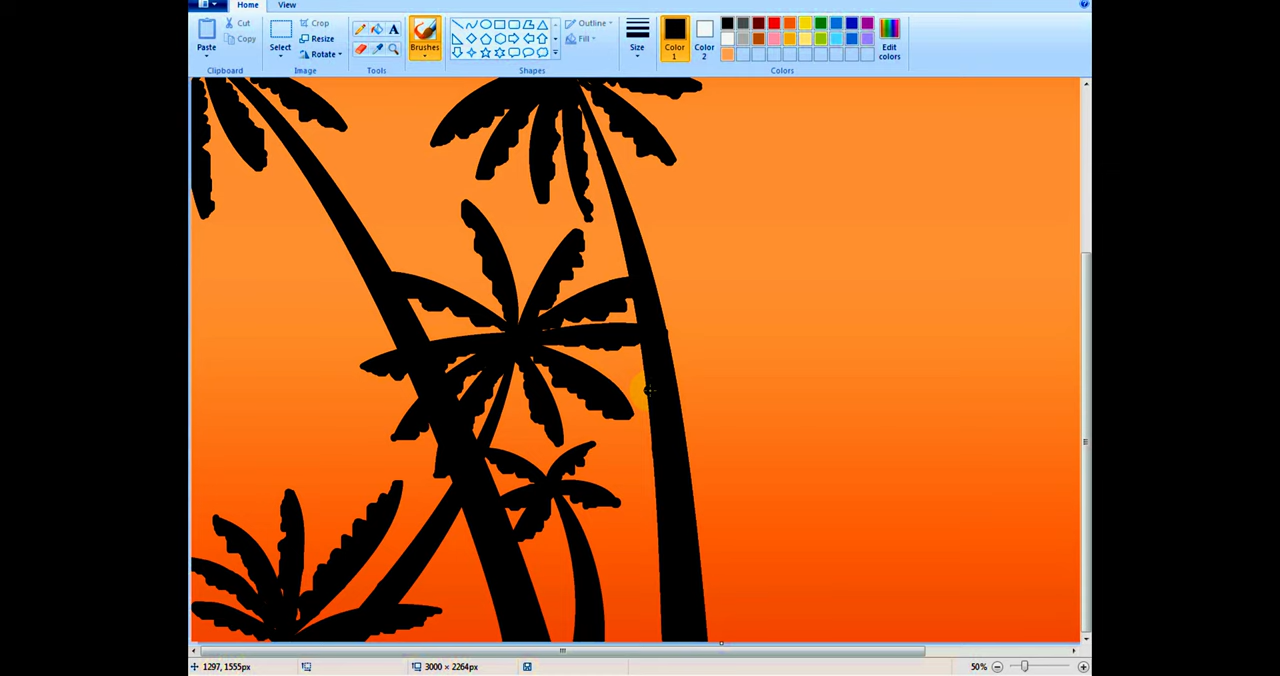 Home View
Paste
Cut
Copy
Clipboard
Select
Crop
Resize
Rotate
Image
A
Tools
Brushes
Shapes
Outline
Fill
Size
Color 1
Color 2
Edit colors
Colors
1297, 1555px
3000 × 2264px
50%